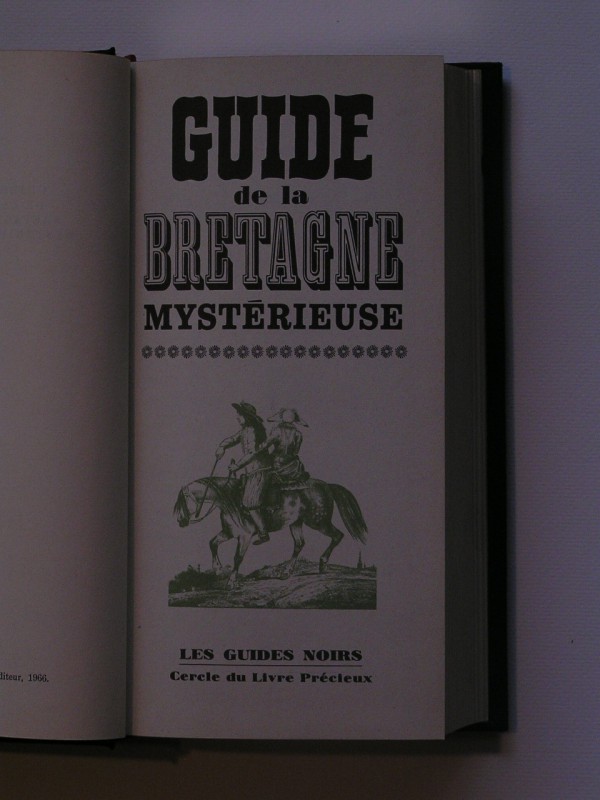 GUIDE
de la
BRETAGNE
MYSTÉRIEUSE
LES GUIDES NOIRS
Cercle du Livre Précieux
1966.